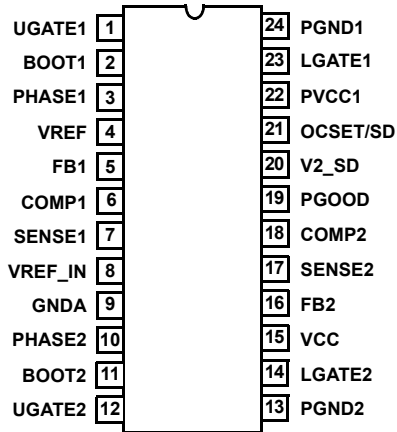 UGATE1 1 24 PGND1
BOOT1 2 23 LGATE1
PHASE1 3 22 PVCC1
VREF 4 21 OCSET/SD
FB1 5 20 V2_SD
COMP1 6 19 PGOOD
SENSE1 7 18 COMP2
VREF_IN 8 17 SENSE2
GNDA 9 16 FB2
PHASE2 10 15 VCC
BOOT2 11 14 LGATE2
UGATE2 12 13 PGND2